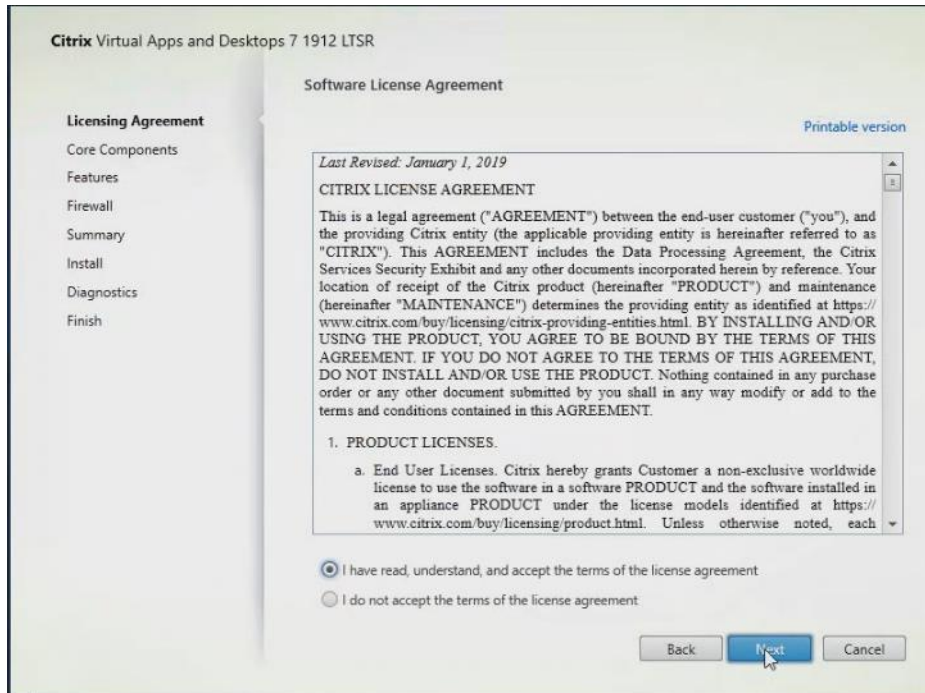 Citrix Virtual Apps and Desktops 7 1912 LTSR
Software License Agreement
Licensing Agreement
Core Components
Features
Firewall
Summary
Install
Diagnostics
Finish
Printable version
Last Revised: January 1, 2019
CITRIX LICENSE AGREEMENT
This is a legal agreement ("AGREEMENT") between the end-user customer ("you"), and
the providing Citrix entity (the applicable providing entity is hereinafter referred to as
"CITRIX"). This AGREEMENT includes the Data Processing Agreement, the Citrix
Services Security Exhibit and any other documents incorporated herein by reference. Your
location of receipt of the Citrix product (hereinafter "PRODUCT") and maintenance
(hereinafter "MAINTENANCE") determines the providing entity as identified at https://
www.citrix.com/buy/licensing/citrix-providing-entities.html. BY INSTALLING AND/OR
USING THE PRODUCT, YOU AGREE TO BE BOUND BY THE TERMS OF THIS
AGREEMENT. IF YOU DO NOT AGREE TO THE TERMS OF THIS AGREEMENT,
DO NOT INSTALL AND/OR USE THE PRODUCT. Nothing contained in any purchase
order or any other document submitted by you shall in any way modify or add to the
terms and conditions contained in this AGREEMENT.
1. PRODUCT LICENSES.
a. End User Licenses. Citrix hereby grants Customer a non-exclusive worldwide
license to use the software in a software PRODUCT and the software installed in
an appliance PRODUCT under the license models identified at https://
www.citrix.com/buy/licensing/product.html. Unless otherwise noted, each
I have read, understand, and accept the terms of the license agreement
I do not accept the terms of the license agreement
Back
Next
Cancel